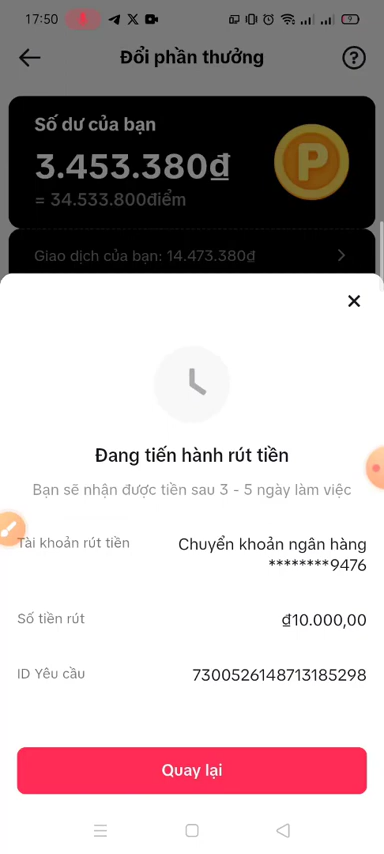 17:50
Đổi phần thưởng
Số dư của bạn
3.453.380₫
= 34.533.800điểm
P
Giao dịch của bạn: 14.473.380₫
Đang tiến hành rút tiền
Bạn sẽ nhận được tiền sau 3 - 5 ngày làm việc
Tài khoản rút tiền
Chuyển khoản ngân hàng
********9476
Số tiền rút
₫10.000,00
ID Yêu cầu
7300526148713185298
Quay lại